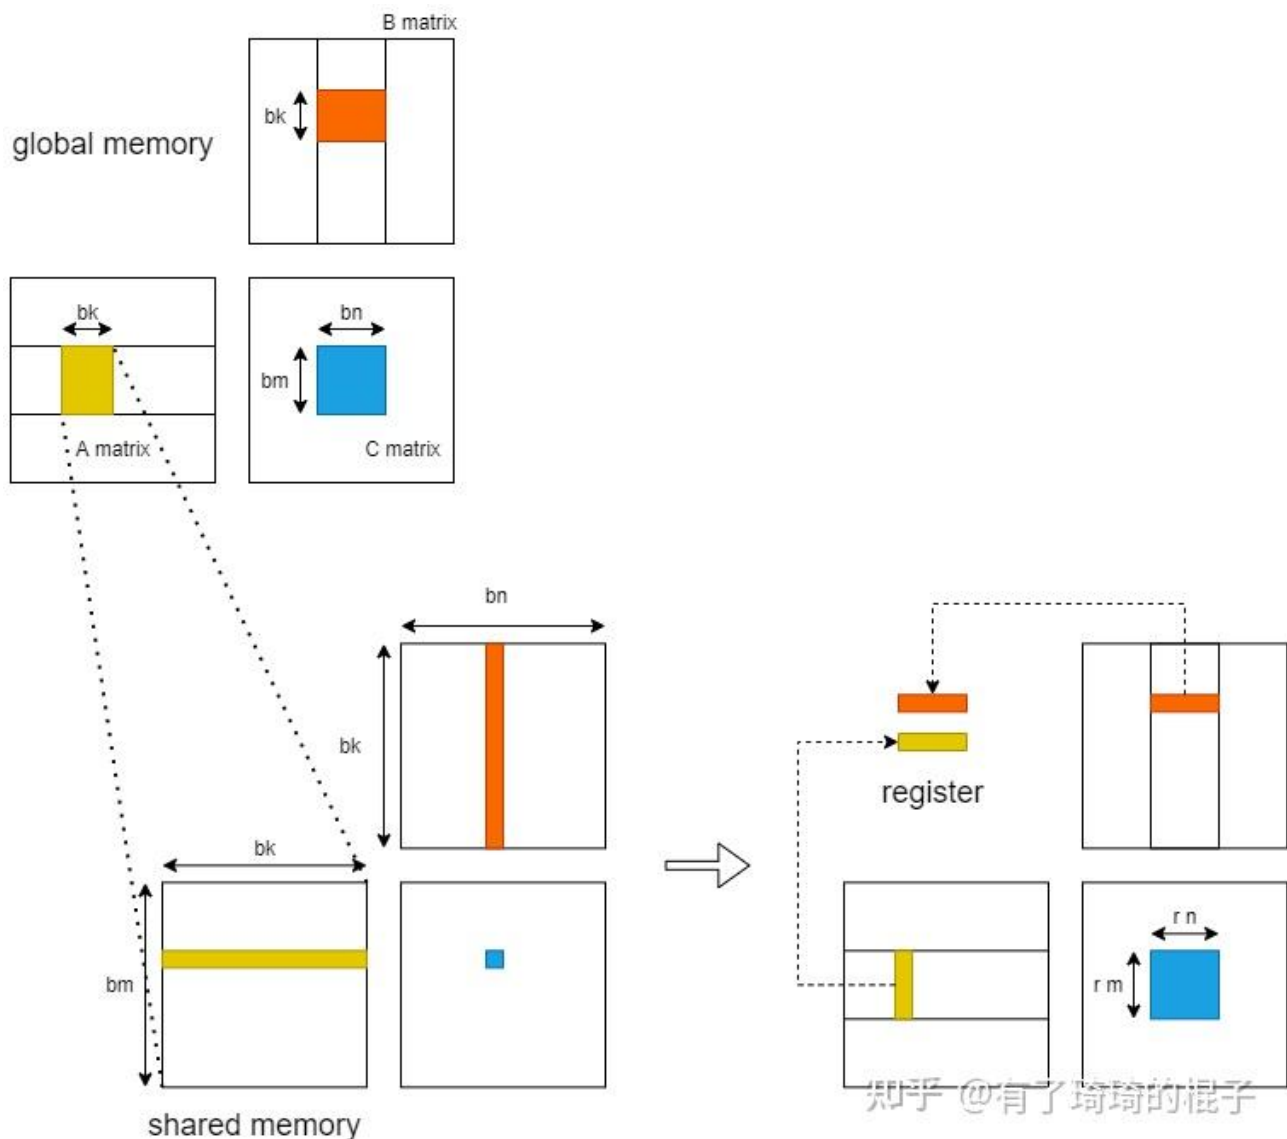 B matrix
bk
global memory
bk
bn
bm
A matrix
C matrix
bn
bk
register
bk
r n
bm
r m
知乎 @有了琦琦的棍子
shared memory